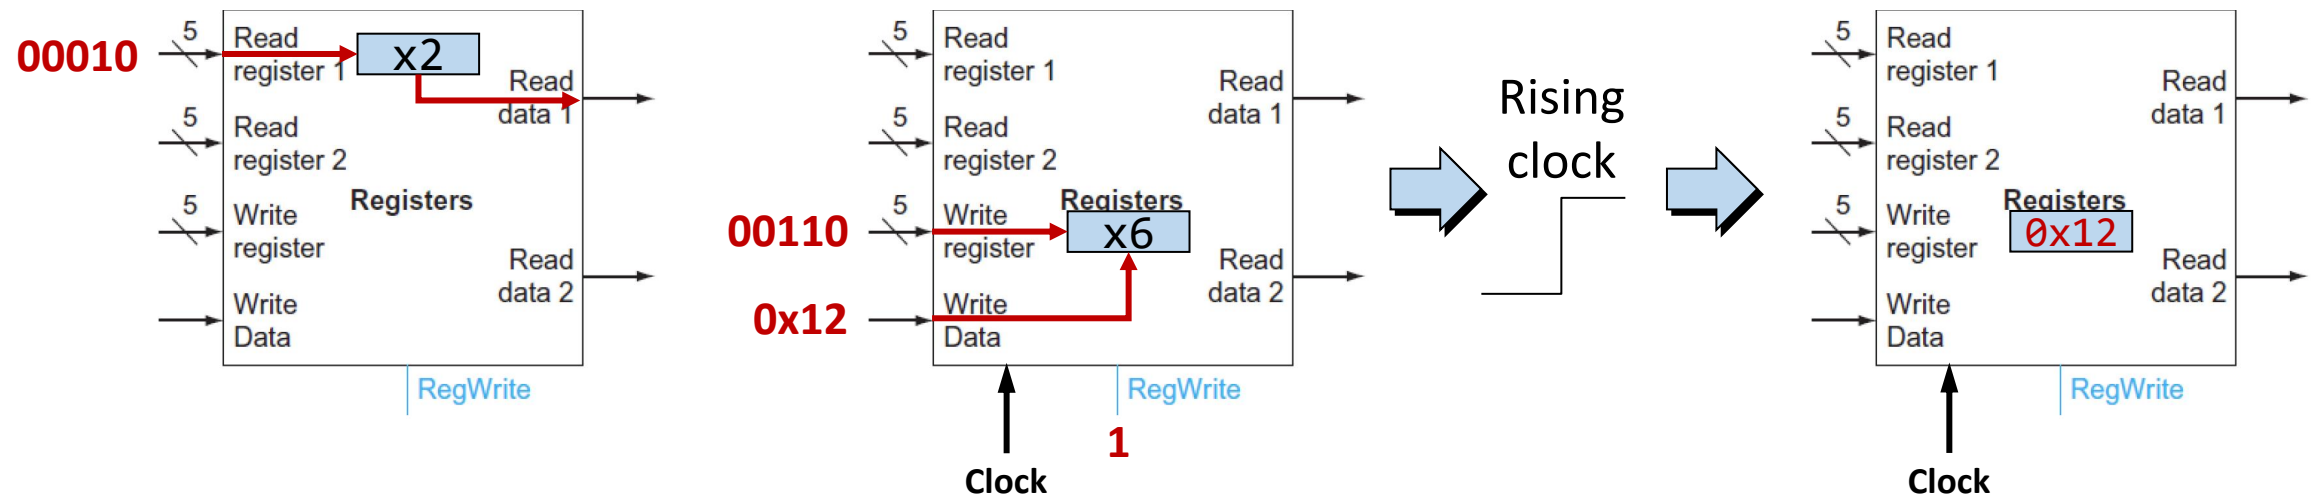 00010
5
Read
register 1
x2
Read
data 1
5
Read
register 2
Registers
5
Write
register
Read
data 2
Write
Data
RegWrite
5
Read
register 1
Read
data 1
5
Read
register 2
Registers
00110
5
Write
register
x6
Read
data 2
0x12
Write
Data
RegWrite
1
Clock
Rising
clock
5
Read
register 1
Read
data 1
5
Read
register 2
Registers
5
Write
register
0x12
Read
data 2
Write
Data
RegWrite
Clock